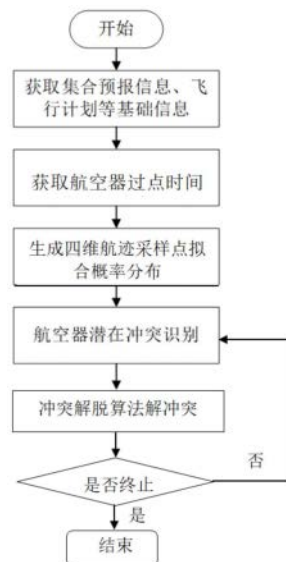 开始
获取集合预报信息、飞
行计划等基础信息
获取航空器过点时间
生成四维航迹采样点拟
合概率分布
航空器潜在冲突识别
冲突解脱算法解冲突
否
是否终止
是
结束